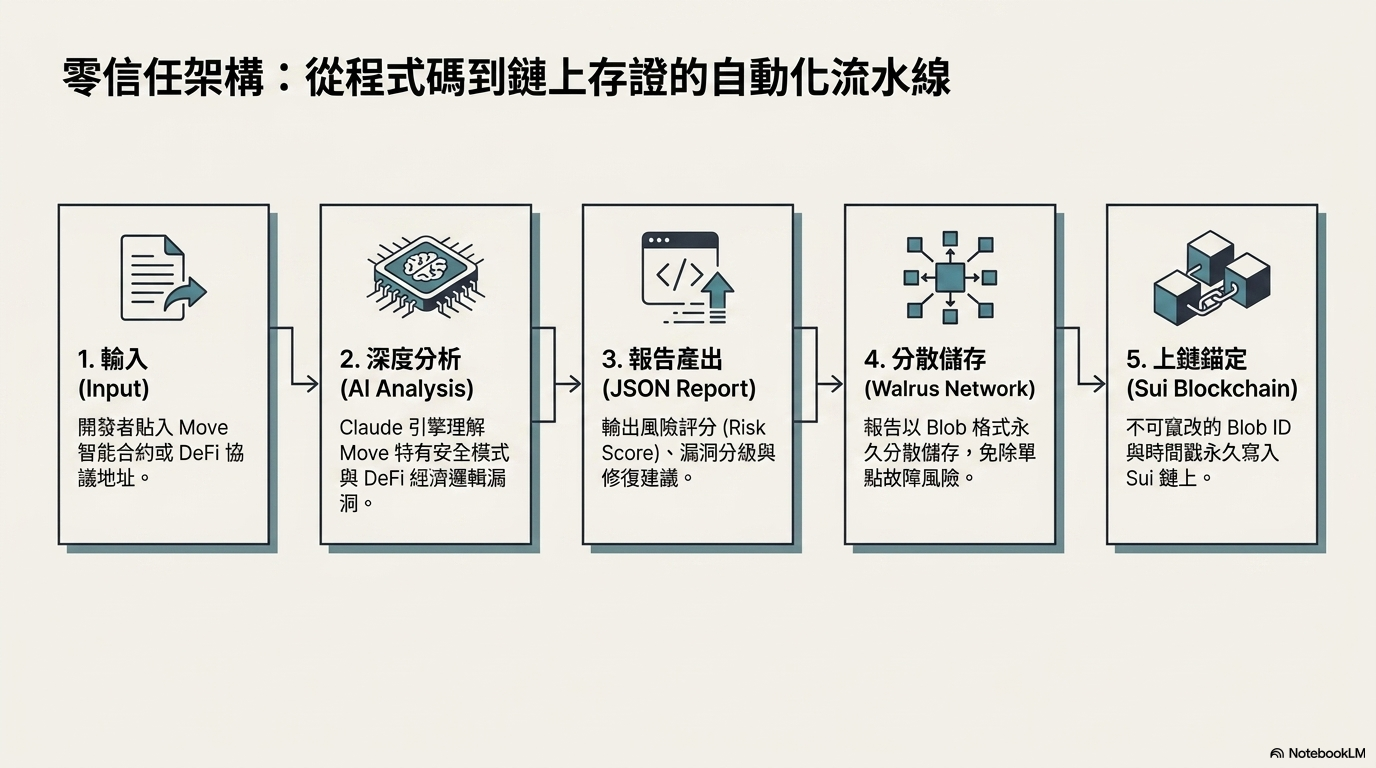 零信任架構：從程式碼到鏈上存證的自動化流水線
1. 輸入
(Input)
開發者貼入 Move
智能合約或 DeFi 協
議地址。
2. 深度分析
(AI Analysis)
Claude 引擎理解
Move 特有安全模式
與 DeFi 經濟邏輯漏
洞。
</>
3. 報告產出
(JSON Report)
輸出風險評分 (Risk
Score)、漏洞分級與
修復建議。
4. 分散儲存
(Walrus Network)
報告以 Blob 格式永
久分散儲存，免除單
點故障風險。
5. 上鏈錨定
(Sui Blockchain)
不可竄改的 Blob ID
與時間戳永久寫入
Sui 鏈上。
NotebookLM